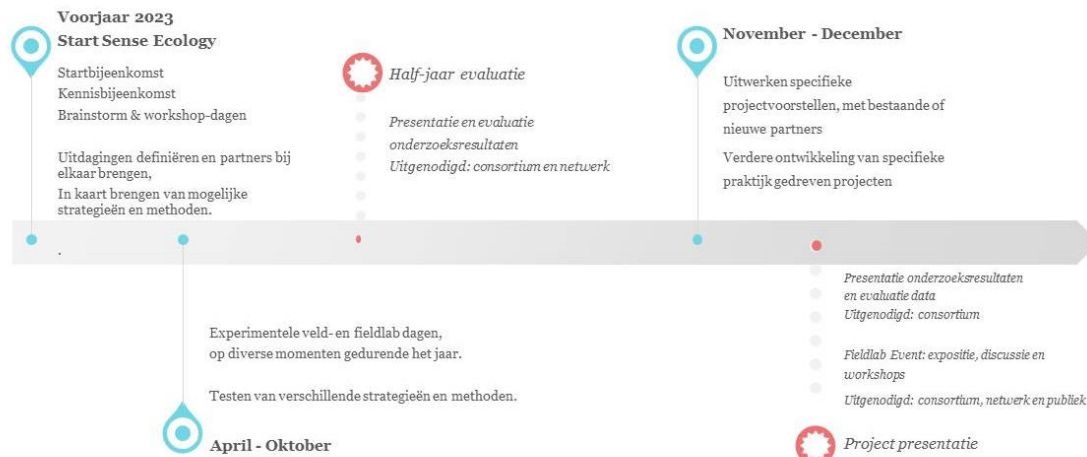 Voorjaar 2023
Start Sense Ecology
Startbijeenkomst
Kennisbijeenkomst
Brainstorm & workshop-dagen
Uitdagingen definiëren en partners bij
elkaar brengen,
In kaart brengen van mogelijke
strategieën en methoden.
.
Half-jaar evaluatie
Presentatie en evaluatie
onderzoeksresultaten
Uitgenodigd: consortium en netwerk
November - December
Uitwerken specifieke
projectvoorstellen, met bestaande of
nieuwe partners
Verdere ontwikkeling van specifieke
praktijk gedreven projecten
Experimentele veld- en fieldlab dagen,
op diverse momenten gedurende het jaar.
Testen van verschillende strategieën en methoden.
April - Oktober
Presentatie onderzoeksresultaten
en evaluatie data
Uitgenodigd: consortium
Fieldlab Event: expositie, discussie en
workshops
Uitgenodigd: consortium, netwerk en publiek
Project presentatie